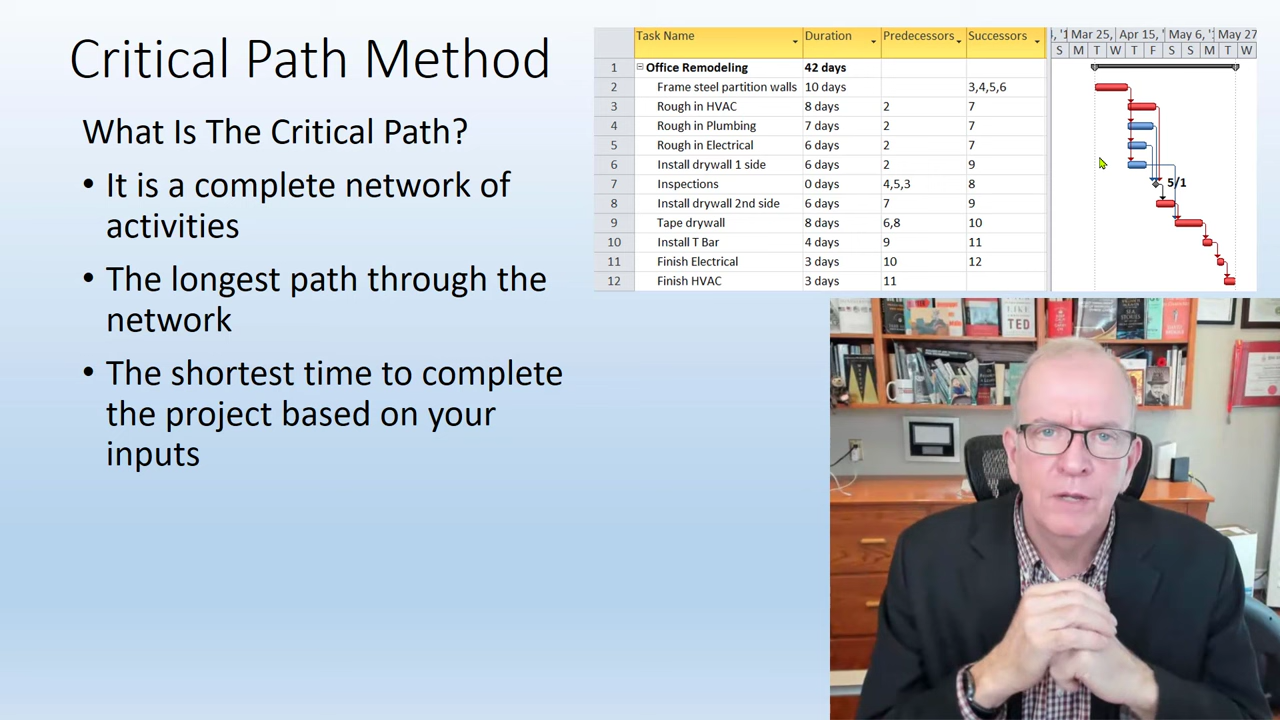 Critical Path Method
What Is The Critical Path?
• It is a complete network of
activities
• The longest path through the
network
• The shortest time to complete
the project based on your
inputs
Task Name Duration Predecessors Successors
1 Office Remodeling 42 days
2 Frame steel partition walls 10 days 3,4,5,6
3 Rough in HVAC 8 days 2 7
4 Rough in Plumbing 7 days 2 7
5 Rough in Electrical 6 days 2 7
6 Install drywall 1 side 6 days 2 9
7 Inspections 0 days 4,5,3 8
8 Install drywall 2nd side 6 days 7 9
9 Tape drywall 8 days 6,8 10
10 Install T Bar 4 days 9 11
11 Finish Electrical 3 days 10 12
12 Finish HVAC 3 days 11
Mar 25, Apr 15, May 6, May 27
S M T W T F S S M T W
5/1
LIKE
TED